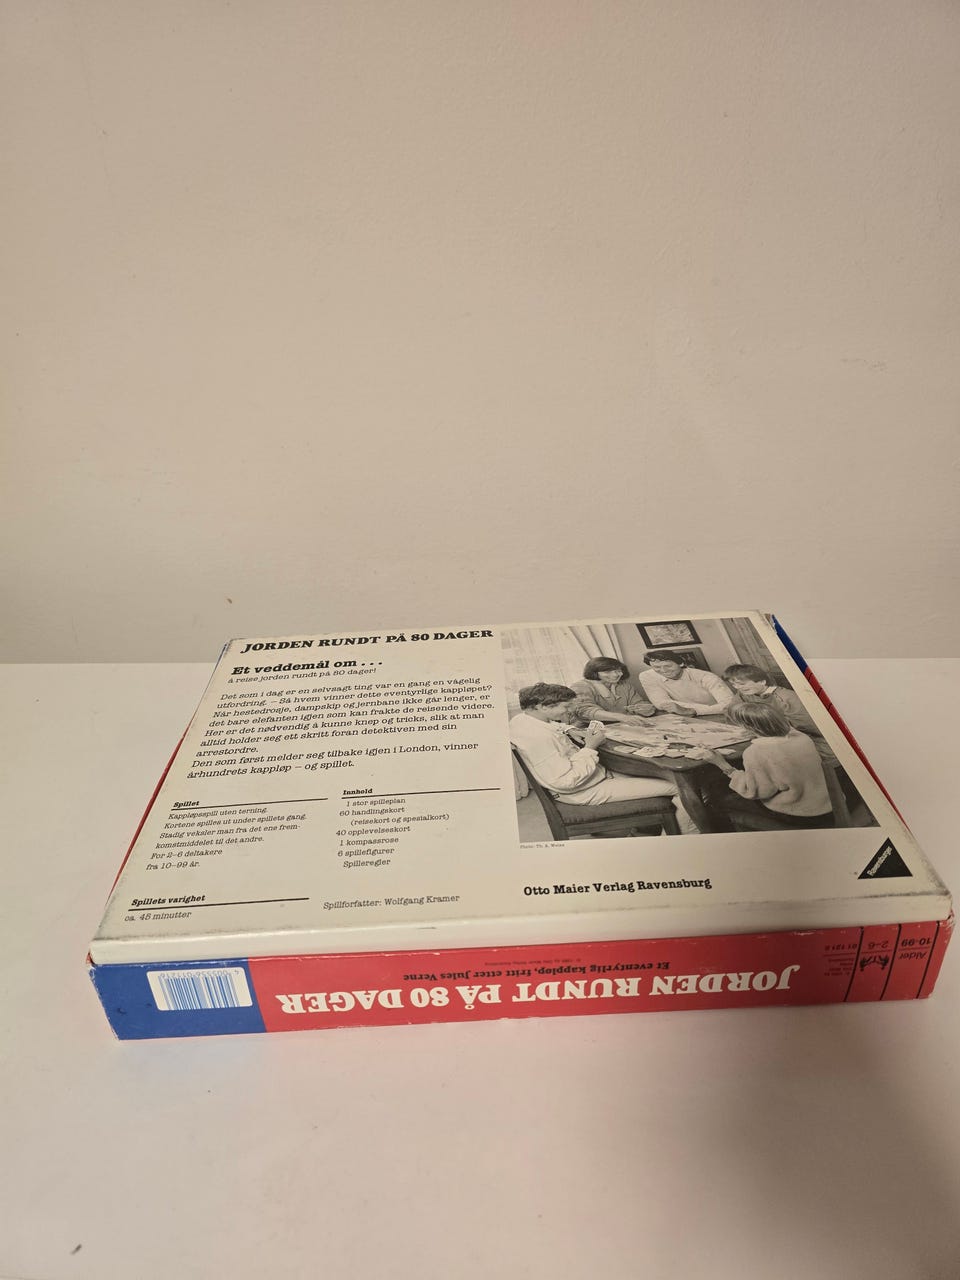 JORDEN RUNDT PÅ 80 DAGER
Et veddemål om . . .
å reise jorden rundt på 80 dager!
Det som i dag er en selvsagt ting var en gang en vågelig
utfordring. – Så hvem vinner dette eventyrlige kappløpet?
Når hestedrosje, dampskip og jernbane ikke går lenger, er
det bare elefanten igjen som kan frakte de reisende videre.
Her er det nødvendig å kunne knep og tricks, slik at man
alltid holder seg ett skritt foran detektiven med sin
arrestordre.
Den som først melder seg tilbake igjen i London, vinner
århundrets kappløp – og spillet.
Spillet
Kappløpsspill uten terning.
Kortene spilles ut under spillets gang.
Stadig veksler man fra det ene frem-
komstmiddelet til det andre.
For 2–6 deltakere
fra 10–99 år.
Innhold
1 stor spilleplan
60 handlingskort
(reisekort og spesialkort)
40 opplevelseskort
1 kompassrose
6 spillefigurer
Spilleregler
Spillets varighet
ca. 45 minutter
Spillforfatter: Wolfgang Kramer
Photo: Th. A. Weiss
Otto Maier Verlag Ravensburg
Ravensburger
JORDEN RUNDT PÅ 80 DAGER
Et eventyrlig kappløp, fritt etter Jules Verne
Alder
10-99
2–6